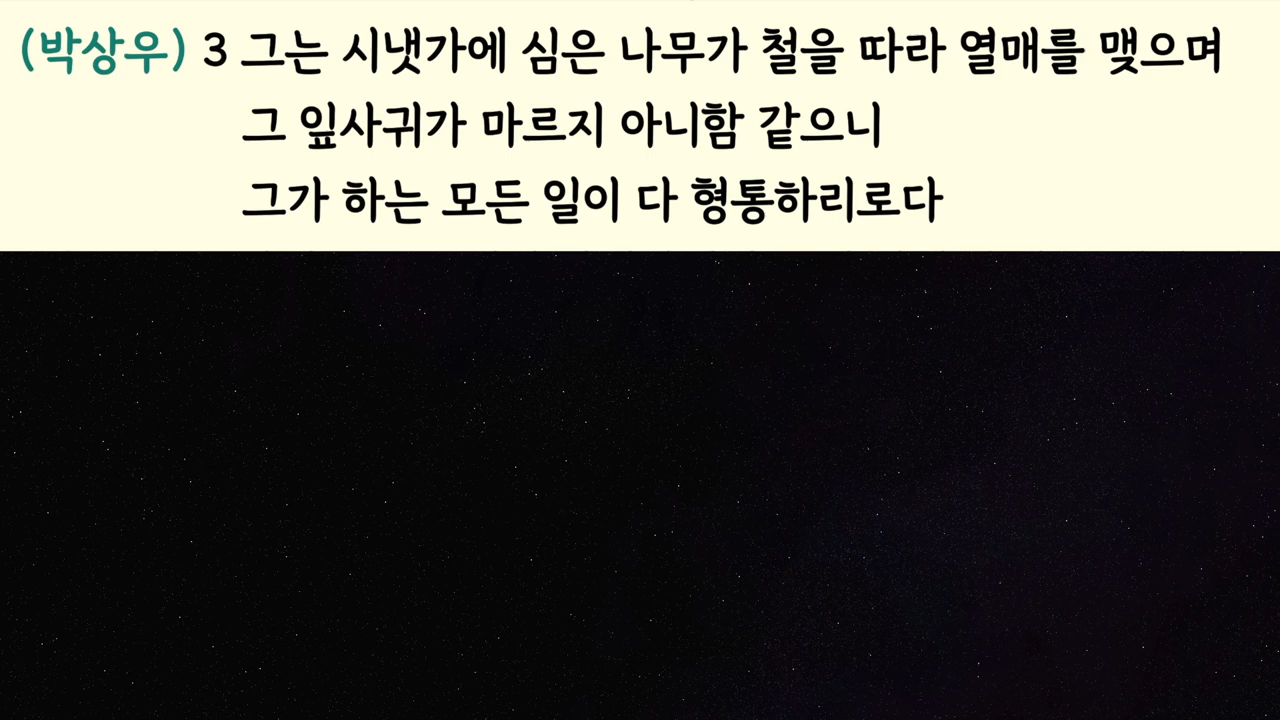 (박상우) 3 그는 시냇가에 심은 나무가 철을 따라 열매를 맺으며
그 잎사귀가 마르지 아니함 같으니
그가 하는 모든 일이 다 형통하리로다